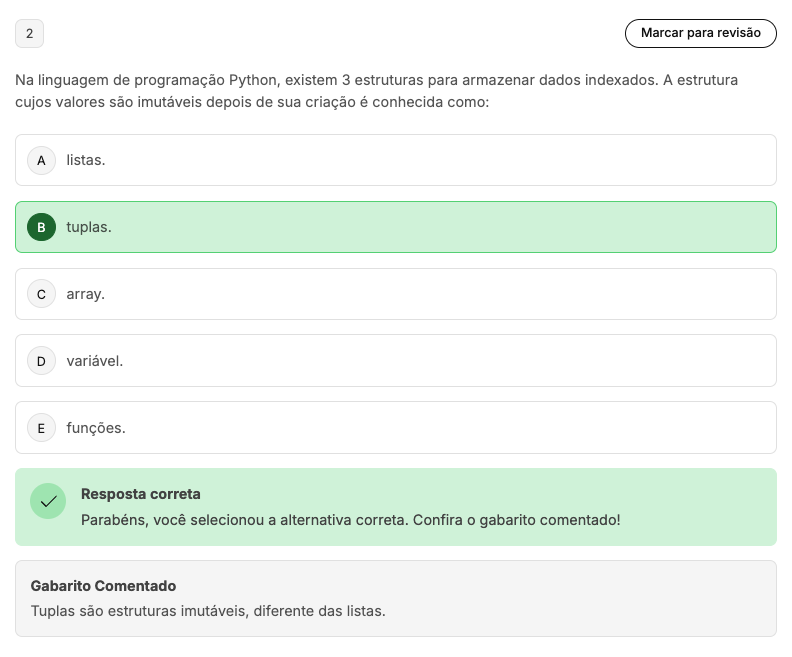 2
Marcar para revisão
Na linguagem de programação Python, existem 3 estruturas para armazenar dados indexados. A estrutura
cujos valores são imutáveis depois de sua criação é conhecida como:
A listas.
B tuplas.
C array.
D variável.
E funções.
Resposta correta
Parabéns, você selecionou a alternativa correta. Confira o gabarito comentado!
Gabarito Comentado
Tuplas são estruturas imutáveis, diferente das listas.